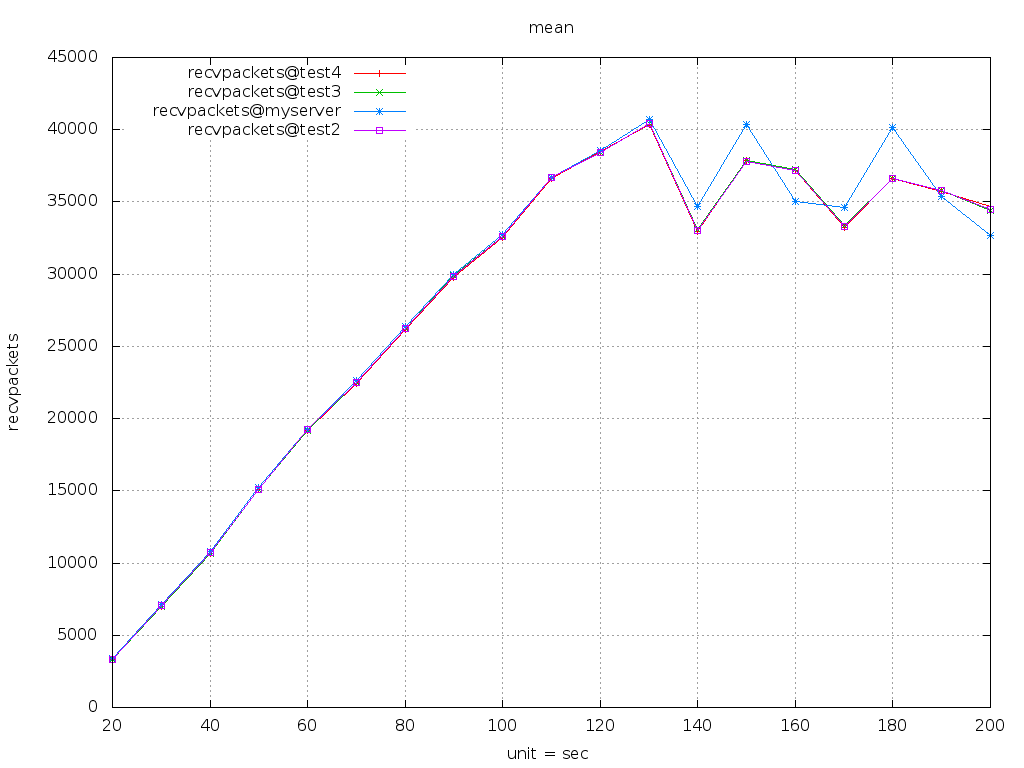 mean
45000
40000
35000
30000
25000
20000
15000
10000
5000
0
recvpackets@test4
recvpackets@test3
recvpackets@myserver
recvpackets@test2
recvpackets
20 40 60 80 100 120 140 160 180 200
unit = sec